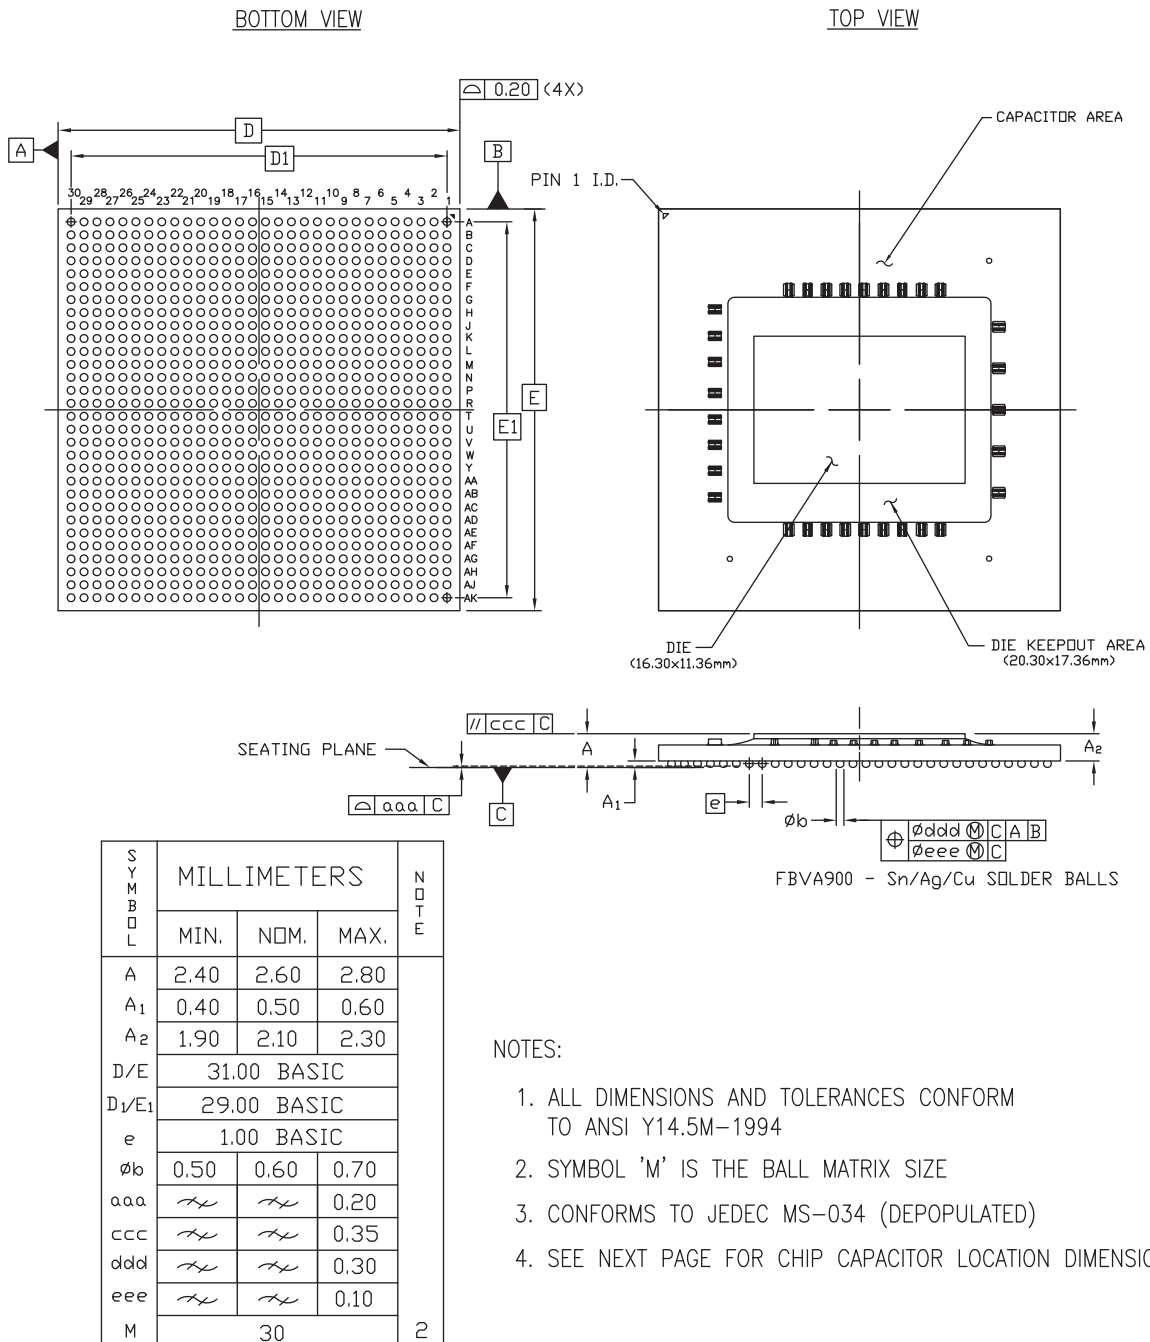 BOTTOM VIEW
TOP VIEW
⌓ 0.20 (4X)
D
A
D1
B
CAPACITOR AREA
PIN 1 I.D.
30 29 28 27 26 25 24 23 22 21 20 19 18 17 16 15 14 13 12 11 10 9 8 7 6 5 4 3 2 1
A
B
C
D
E
F
G
H
J
K
L
M
N
P
R
T
U
V
W
Y
AA
AB
AC
AD
AE
AF
AG
AH
AJ
AK
E
E1
DIE
(16.30x11.36mm)
DIE KEEPOUT AREA
(20.30x17.36mm)
// ccc C
SEATING PLANE
A
A2
⌓ aaa C
C
A1
e
Øb
⌖ Øddd Ⓜ C A B
Øeee Ⓜ C
FBVA900 - Sn/Ag/Cu SOLDER BALLS
SYMBOL MILLIMETERS NOTE
MIN. NOM. MAX.
A 2.40 2.60 2.80
A1 0.40 0.50 0.60
A2 1.90 2.10 2.30
D/E 31.00 BASIC
D1/E1 29.00 BASIC
e 1.00 BASIC
Øb 0.50 0.60 0.70
aaa 0.20
ccc 0.35
ddd 0.30
eee 0.10
M 30 2
NOTES:
1. ALL DIMENSIONS AND TOLERANCES CONFORM
TO ANSI Y14.5M-1994
2. SYMBOL 'M' IS THE BALL MATRIX SIZE
3. CONFORMS TO JEDEC MS-034 (DEPOPULATED)
4. SEE NEXT PAGE FOR CHIP CAPACITOR LOCATION DIMENSIO